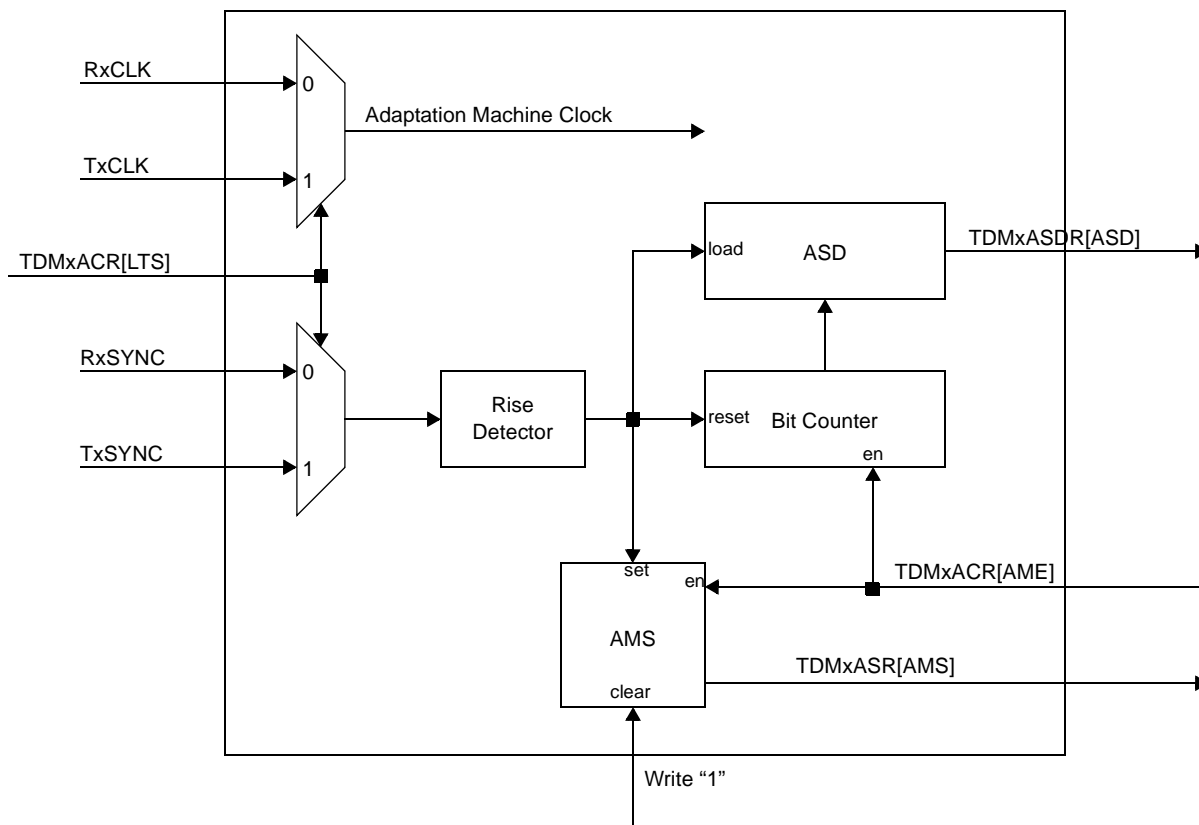 RxCLK
0
Adaptation Machine Clock
TxCLK
1
TDMxACR[LTS]
load
ASD
TDMxASDR[ASD]
RxSYNC
0
Rise
Detector
reset
Bit Counter
en
TxSYNC
1
set
en
TDMxACR[AME]
AMS
TDMxASR[AMS]
clear
Write “1”